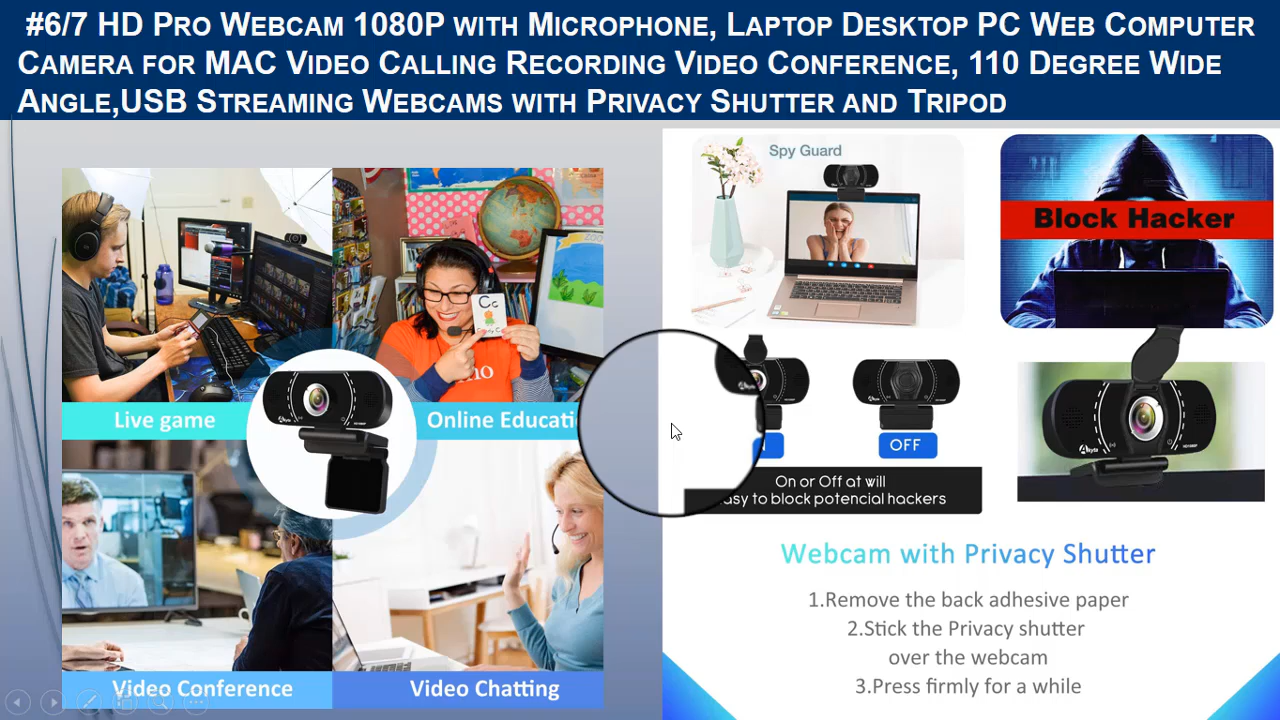 #6/7 HD Pro Webcam 1080P with Microphone, Laptop Desktop PC Web Computer
Camera for MAC Video Calling Recording Video Conference, 110 Degree Wide
Angle,USB Streaming Webcams with Privacy Shutter and Tripod
Spy Guard
Block Hacker
Live game
Online Educati
OFF
On or Off at will
asy to block potencial hackers
Video Conference
Video Chatting
Webcam with Privacy Shutter
1.Remove the back adhesive paper
2.Stick the Privacy shutter
over the webcam
3.Press firmly for a while